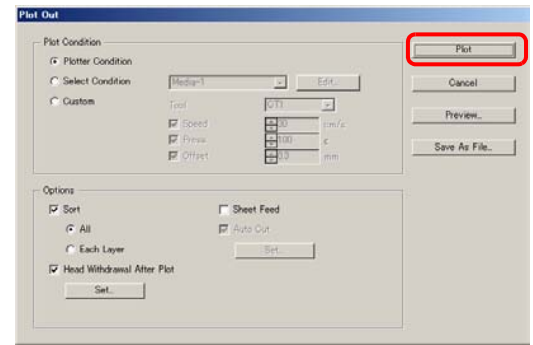 Plot Out
Plot Condition
Plotter Condition
Select Condition Media-1 Edit...
Custom Tool CT1
Speed 30 cm/s
Press 100 g
Offset 0.3 mm
Options
Sort Sheet Feed
All Auto Cut
Each Layer Set...
Head Withdrawal After Plot
Set...
Plot
Cancel
Preview...
Save As File...